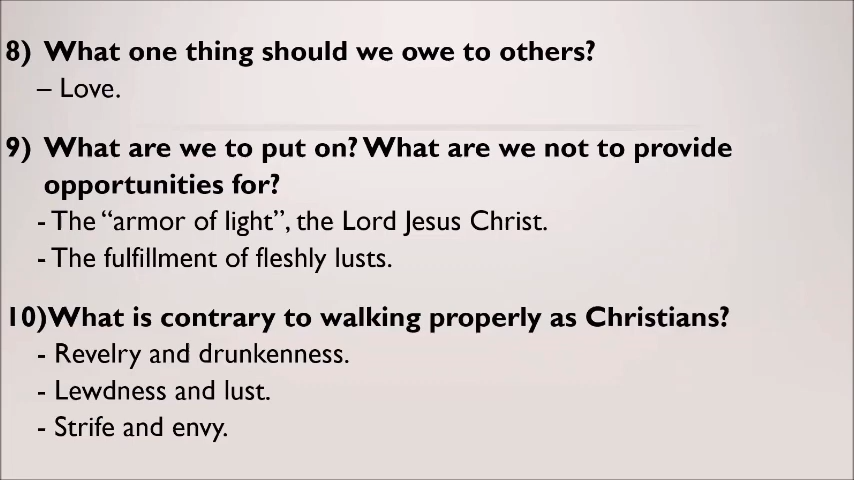 8) What one thing should we owe to others?
– Love.
9) What are we to put on? What are we not to provide
opportunities for?
- The “armor of light”, the Lord Jesus Christ.
- The fulfillment of fleshly lusts.
10)What is contrary to walking properly as Christians?
- Revelry and drunkenness.
- Lewdness and lust.
- Strife and envy.